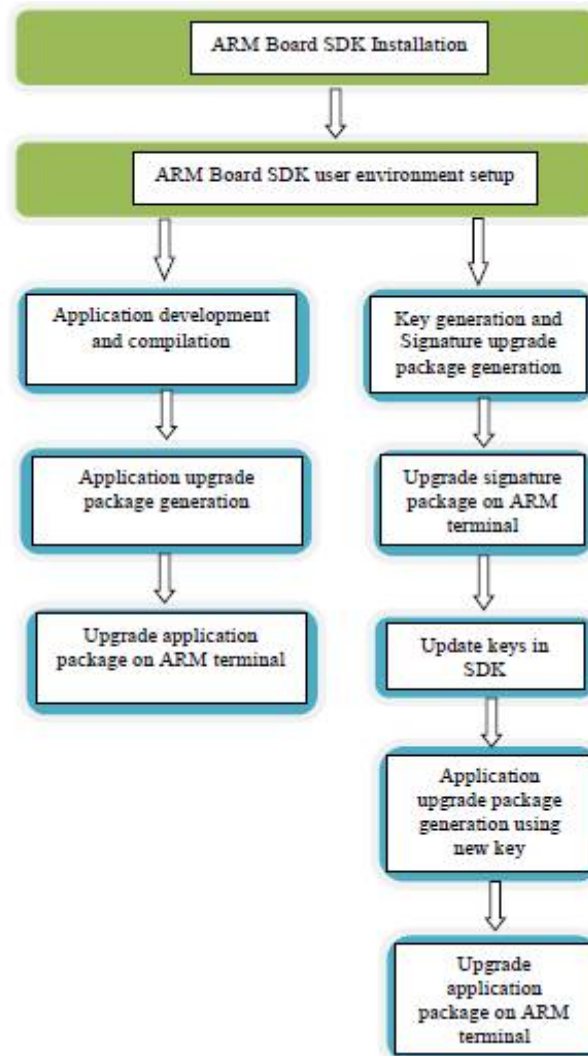 ARM Board SDK Installation
ARM Board SDK user environment setup
Application development
and compilation
Application upgrade
package generation
Upgrade application
package on ARM terminal
Key generation and
Signature upgrade
package generation
Upgrade signature
package on ARM
terminal
Update keys in
SDK
Application
upgrade package
generation using
new key
Upgrade
application
package on ARM
terminal